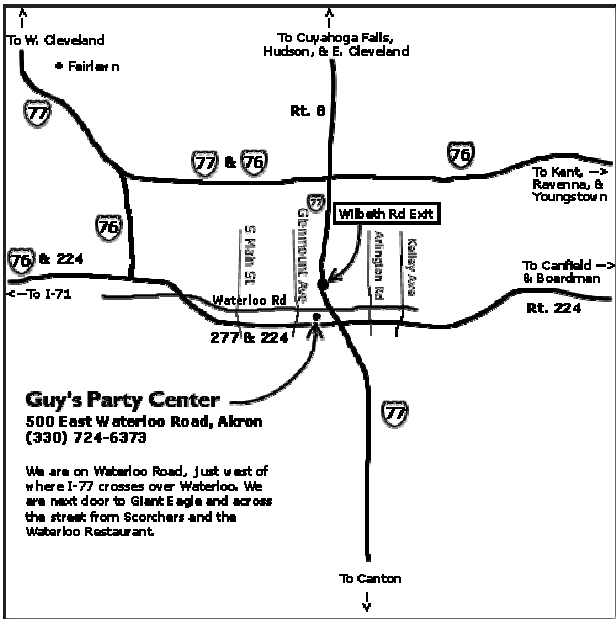 To W. Cleveland
Fairlawn
To Cuyahoga Falls,
Hudson, & E. Cleveland
77
Rt. 8
77 & 76
76
To Kent, —>
Ravenna, &
Youngstown
76
77
Wilbeth Rd Exit
76 & 224
<—To I-71
S Main St
Glenmount Ave
Arlington Rd
Kelley Ave
To Canfield —>
& Boardman
Waterloo Rd
Rt. 224
277 & 224
Guy's Party Center
500 East Waterloo Road, Akron
(330) 724-6373
77
We are on Waterloo Road, just west of
where I-77 crosses over Waterloo. We
are next door to Giant Eagle and across
the street from Scorchers and the
Waterloo Restaurant.
To Canton